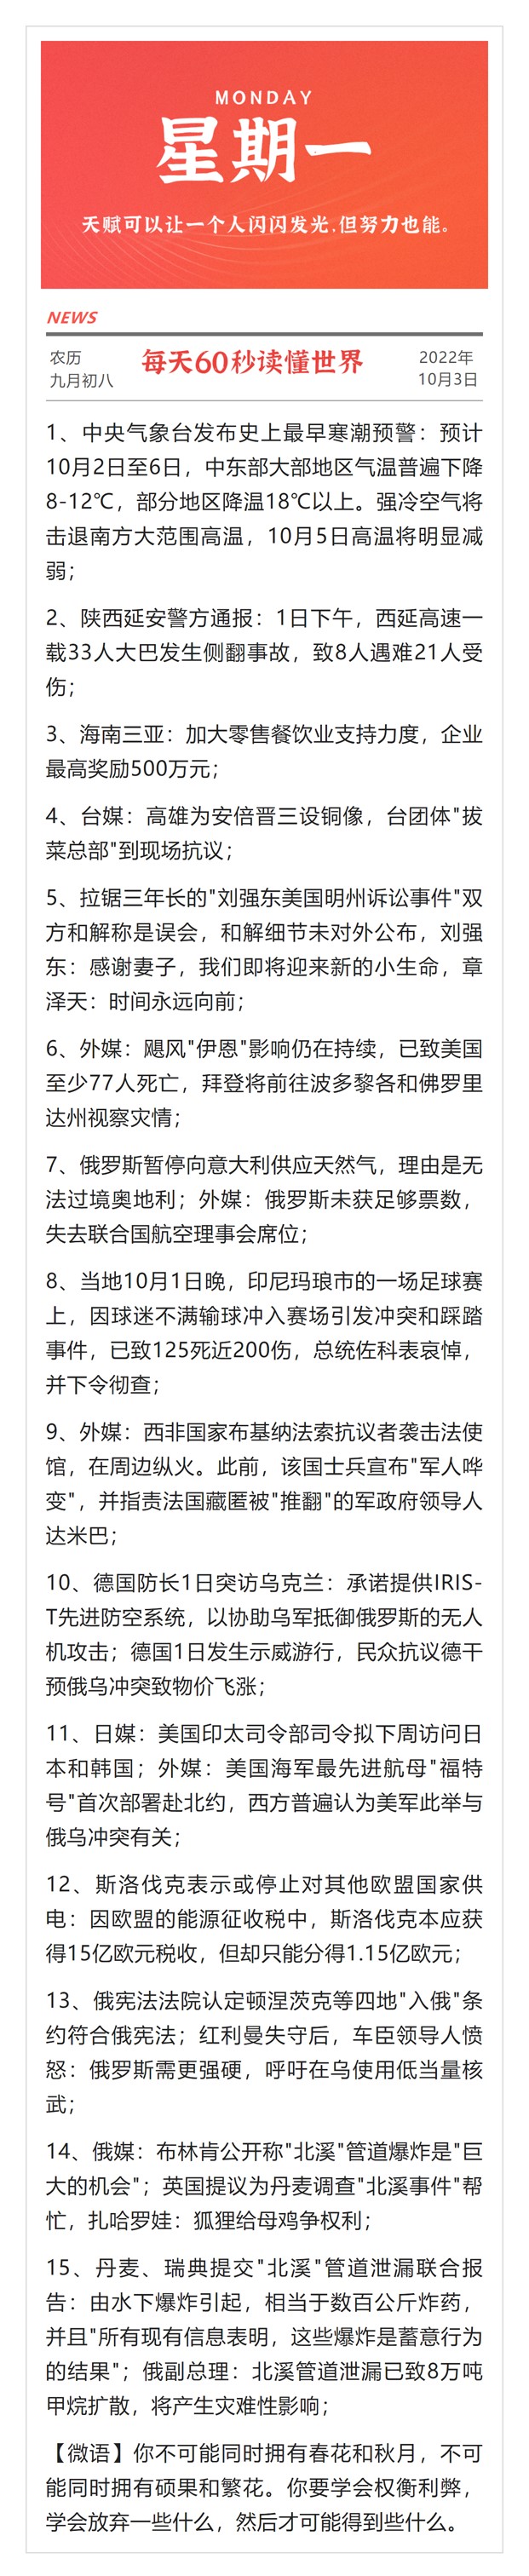 MONDAY
星期一
天赋可以让一个人闪闪发光,但努力也能。
NEWS
农历
九月初八
每天60秒读懂世界
2022年
10月3日
1、中央气象台发布史上最早寒潮预警：预计
10月2日至6日，中东部大部地区气温普遍下降
8-12℃，部分地区降温18℃以上。强冷空气将
击退南方大范围高温，10月5日高温将明显减
弱；
2、陕西延安警方通报：1日下午，西延高速一
载33人大巴发生侧翻事故，致8人遇难21人受
伤；
3、海南三亚：加大零售餐饮业支持力度，企业
最高奖励500万元；
4、台媒：高雄为安倍晋三设铜像，台团体"拔
菜总部"到现场抗议；
5、拉锯三年长的"刘强东美国明州诉讼事件"双
方和解称是误会，和解细节未对外公布，刘强
东：感谢妻子，我们即将迎来新的小生命，章
泽天：时间永远向前；
6、外媒：飓风"伊恩"影响仍在持续，已致美国
至少77人死亡，拜登将前往波多黎各和佛罗里
达州视察灾情；
7、俄罗斯暂停向意大利供应天然气，理由是无
法过境奥地利；外媒：俄罗斯未获足够票数，
失去联合国航空理事会席位；
8、当地10月1日晚，印尼玛琅市的一场足球赛
上，因球迷不满输球冲入赛场引发冲突和踩踏
事件，已致125死近200伤，总统佐科表哀悼，
并下令彻查；
9、外媒：西非国家布基纳法索抗议者袭击法使
馆，在周边纵火。此前，该国士兵宣布"军人哗
变"，并指责法国藏匿被"推翻"的军政府领导人
达米巴；
10、德国防长1日突访乌克兰：承诺提供IRIS-
T先进防空系统，以协助乌军抵御俄罗斯的无人
机攻击；德国1日发生示威游行，民众抗议德干
预俄乌冲突致物价飞涨；
11、日媒：美国印太司令部司令拟下周访问日
本和韩国；外媒：美国海军最先进航母"福特
号"首次部署赴北约，西方普遍认为美军此举与
俄乌冲突有关；
12、斯洛伐克表示或停止对其他欧盟国家供
电：因欧盟的能源征收税中，斯洛伐克本应获
得15亿欧元税收，但却只能分得1.15亿欧元；
13、俄宪法法院认定顿涅茨克等四地"入俄"条
约符合俄宪法；红利曼失守后，车臣领导人愤
怒：俄罗斯需更强硬，呼吁在乌使用低当量核
武；
14、俄媒：布林肯公开称"北溪"管道爆炸是"巨
大的机会"；英国提议为丹麦调查"北溪事件"帮
忙，扎哈罗娃：狐狸给母鸡争权利；
15、丹麦、瑞典提交"北溪"管道泄漏联合报
告：由水下爆炸引起，相当于数百公斤炸药，
并且"所有现有信息表明，这些爆炸是蓄意行为
的结果"；俄副总理：北溪管道泄漏已致8万吨
甲烷扩散，将产生灾难性影响；
【微语】你不可能同时拥有春花和秋月，不可
能同时拥有硕果和繁花。你要学会权衡利弊，
学会放弃一些什么，然后才可能得到些什么。